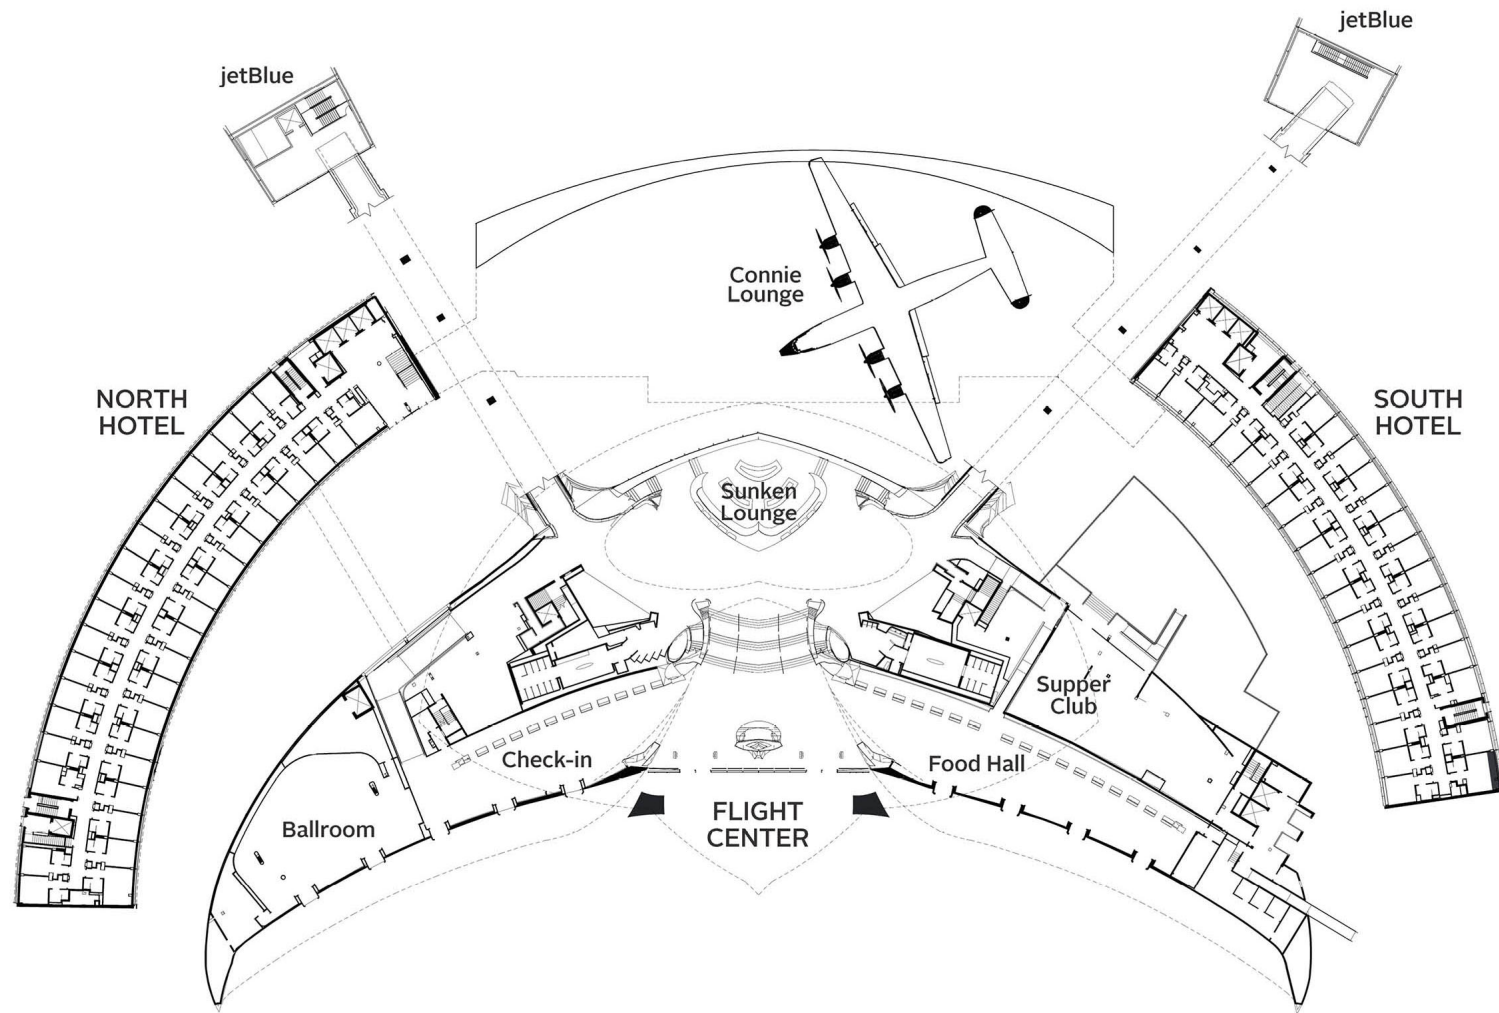 jetBlue
jetBlue
Connie
Lounge
NORTH
HOTEL
SOUTH
HOTEL
Sunken
Lounge
Supper
Club
Check-in
Food Hall
FLIGHT
CENTER
Ballroom